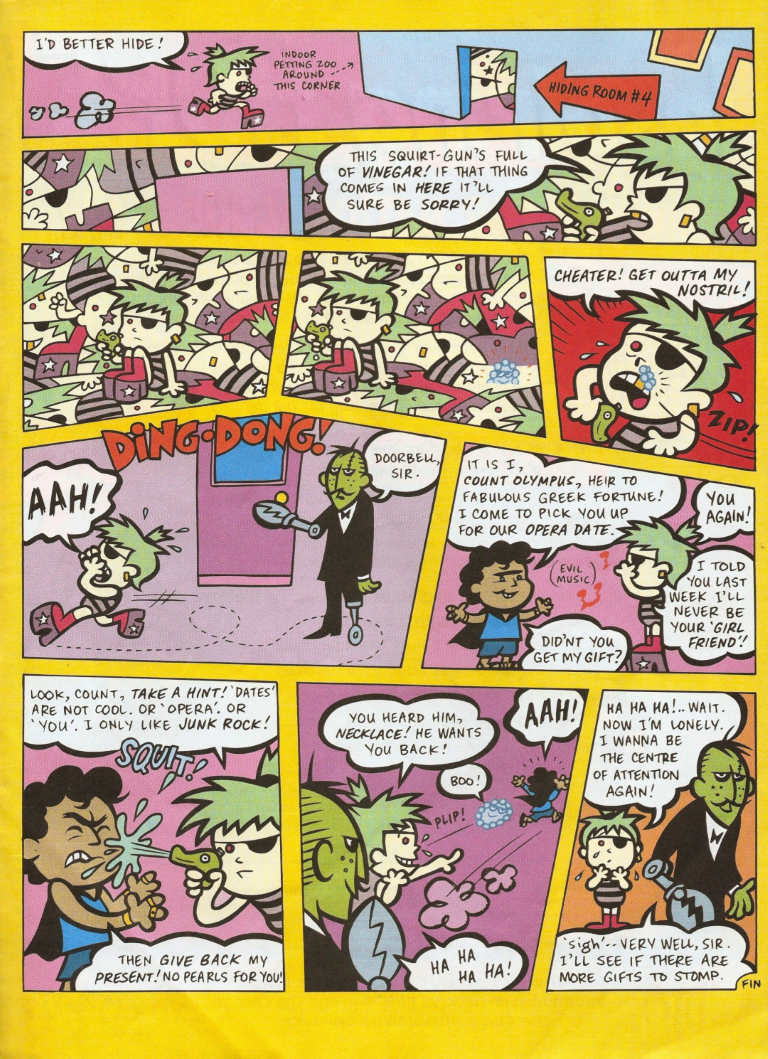 I'D BETTER HIDE!
INDOOR
PETTING ZOO
AROUND
THIS CORNER
HIDING ROOM #4
THIS SQUIRT-GUN'S FULL
OF VINEGAR! IF THAT THING
COMES IN HERE IT'LL
SURE BE SORRY!
CHEATER! GET OUTTA MY
NOSTRIL!
ZIP!
DING-DONG!
AAH!
DOORBELL,
SIR.
IT IS I,
COUNT OLYMPUS, HEIR TO
FABULOUS GREEK FORTUNE!
I COME TO PICK YOU UP
FOR OUR OPERA DATE.
YOU
AGAIN!
(EVIL
MUSIC)
I TOLD
YOU LAST
WEEK I'LL
NEVER BE
YOUR 'GIRL
FRIEND'!
DID'NT YOU
GET MY GIFT?
LOOK, COUNT, TAKE A HINT! 'DATES'
ARE NOT COOL. OR 'OPERA'. OR
'YOU'. I ONLY LIKE JUNK ROCK!
SQUIT!
THEN GIVE BACK MY
PRESENT! NO PEARLS FOR YOU!
YOU HEARD HIM,
NECKLACE! HE WANTS
YOU BACK!
AAH!
BOO!
PLIP!
HA HA
HA HA!
HA HA HA!.. WAIT.
NOW I'M LONELY.
I WANNA BE
THE CENTRE
OF ATTENTION
AGAIN!
'sigh'-- VERY WELL, SIR.
I'LL SEE IF THERE ARE
MORE GIFTS TO STOMP.
FIN